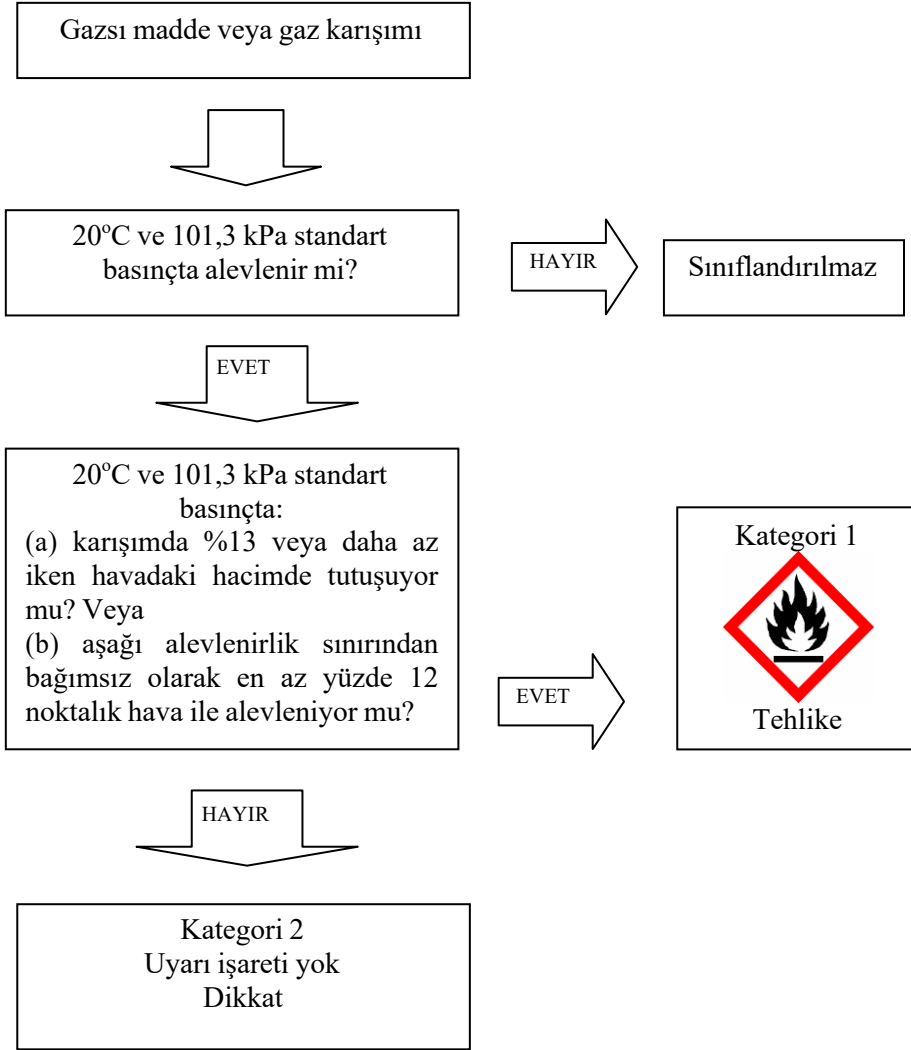 Gazsı madde veya gaz karışımı
20°C ve 101,3 kPa standart
basınçta alevlenir mi?
HAYIR
Sınıflandırılmaz
EVET
20°C ve 101,3 kPa standart
basınçta:
(a) karışımda %13 veya daha az
iken havadaki hacimde tutuşuyor
mu? Veya
(b) aşağı alevlenirlik sınırından
bağımsız olarak en az yüzde 12
noktalık hava ile alevleniyor mu?
EVET
Kategori 1
Tehlike
HAYIR
Kategori 2
Uyarı işareti yok
Dikkat